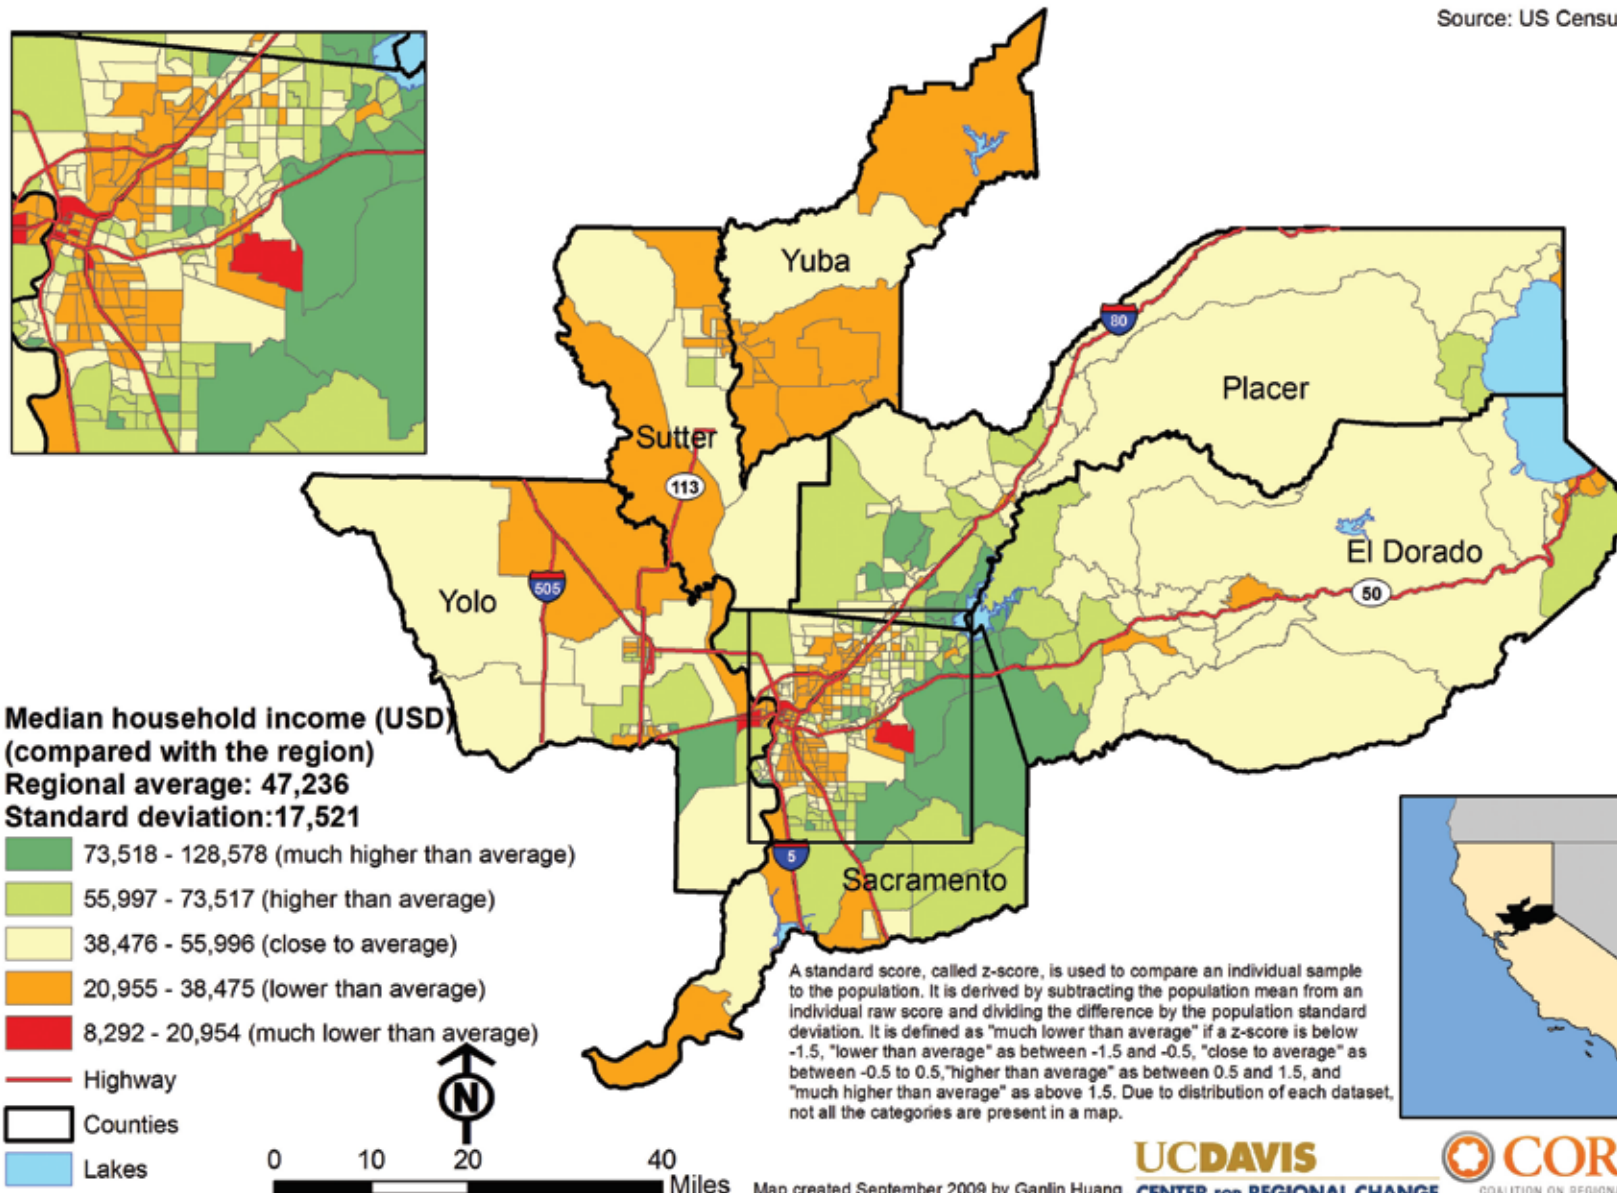 Source: US Censu
Yuba
80
Placer
Sutter
113
El Dorado
50
505
Yolo
5
Sacramento
Median household income (USD)
(compared with the region)
Regional average: 47,236
Standard deviation:17,521
73,518 - 128,578 (much higher than average)
55,997 - 73,517 (higher than average)
38,476 - 55,996 (close to average)
20,955 - 38,475 (lower than average)
8,292 - 20,954 (much lower than average)
Highway
Counties
Lakes
N
0 10 20 40
Miles
A standard score, called z-score, is used to compare an individual sample
to the population. It is derived by subtracting the population mean from an
individual raw score and dividing the difference by the population standard
deviation. It is defined as "much lower than average" if a z-score is below
-1.5, "lower than average" as between -1.5 and -0.5, "close to average" as
between -0.5 to 0.5,"higher than average" as between 0.5 and 1.5, and
"much higher than average" as above 1.5. Due to distribution of each dataset,
not all the categories are present in a map.
Map created September 2009 by Ganlin Huang
UCDAVIS
CENTER FOR REGIONAL CHANGE
COR
COALITION ON REGION